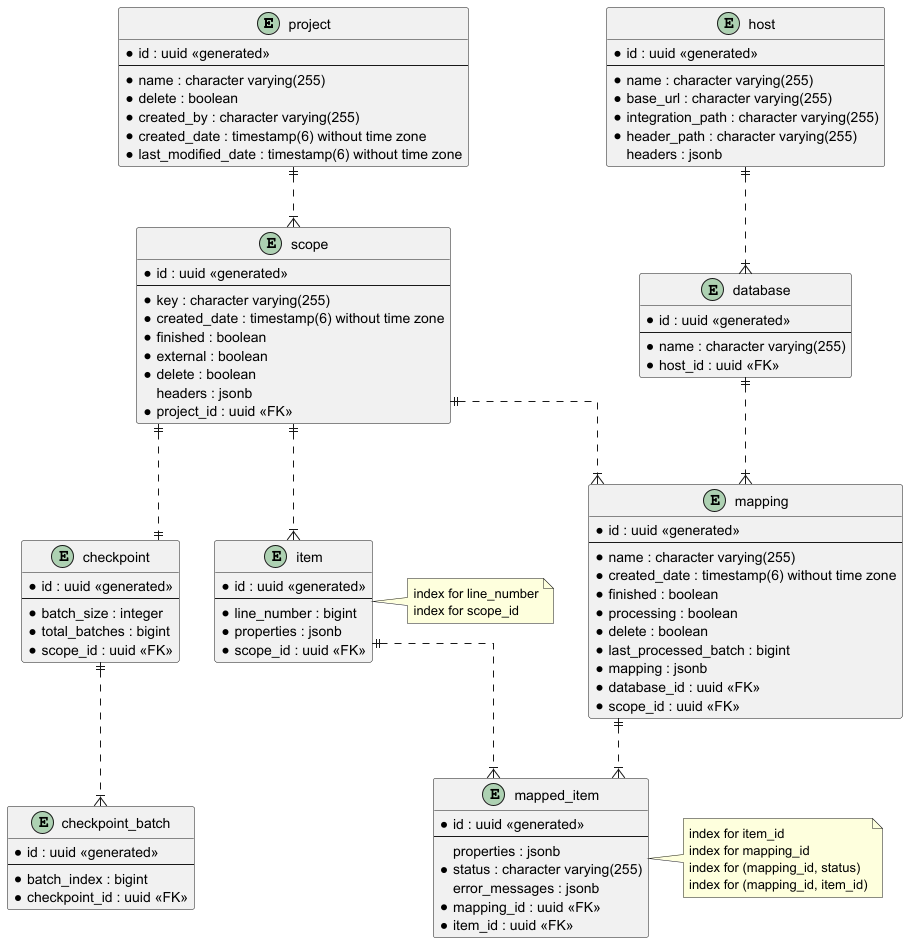 E project
* id : uuid «generated»
* name : character varying(255)
* delete : boolean
* created_by : character varying(255)
* created_date : timestamp(6) without time zone
* last_modified_date : timestamp(6) without time zone
E host
* id : uuid «generated»
* name : character varying(255)
* base_url : character varying(255)
* integration_path : character varying(255)
* header_path : character varying(255)
headers : jsonb
E scope
* id : uuid «generated»
* key : character varying(255)
* created_date : timestamp(6) without time zone
* finished : boolean
* external : boolean
* delete : boolean
headers : jsonb
* project_id : uuid «FK»
E database
* id : uuid «generated»
* name : character varying(255)
* host_id : uuid «FK»
E mapping
* id : uuid «generated»
* name : character varying(255)
* created_date : timestamp(6) without time zone
* finished : boolean
* processing : boolean
* delete : boolean
* last_processed_batch : bigint
* mapping : jsonb
* database_id : uuid «FK»
* scope_id : uuid «FK»
E checkpoint
* id : uuid «generated»
* batch_size : integer
* total_batches : bigint
* scope_id : uuid «FK»
E item
* id : uuid «generated»
* line_number : bigint
* properties : jsonb
* scope_id : uuid «FK»
index for line_number
index for scope_id
E checkpoint_batch
* id : uuid «generated»
* batch_index : bigint
* checkpoint_id : uuid «FK»
E mapped_item
* id : uuid «generated»
properties : jsonb
* status : character varying(255)
error_messages : jsonb
* mapping_id : uuid «FK»
* item_id : uuid «FK»
index for item_id
index for mapping_id
index for (mapping_id, status)
index for (mapping_id, item_id)